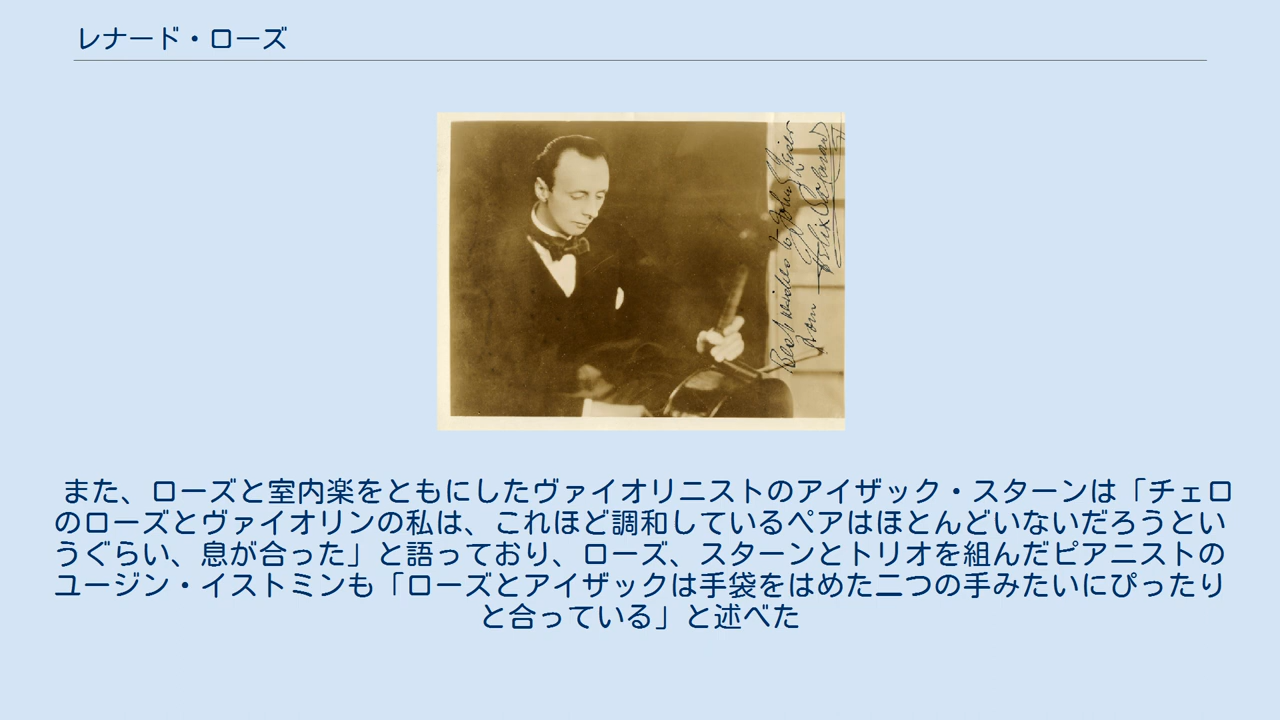 レナード・ローズ
Best wishes to John
from Felix Salmond
また、ローズと室内楽をともにしたヴァイオリニストのアイザック・スターンは「チェロ
のローズとヴァイオリンの私は、これほど調和しているペアはほとんどいないだろうとい
うぐらい、息が合った」と語っており、ローズ、スターンとトリオを組んだピアニストの
ユージン・イストミンも「ローズとアイザックは手袋をはめた二つの手みたいにぴったり
と合っている」と述べた